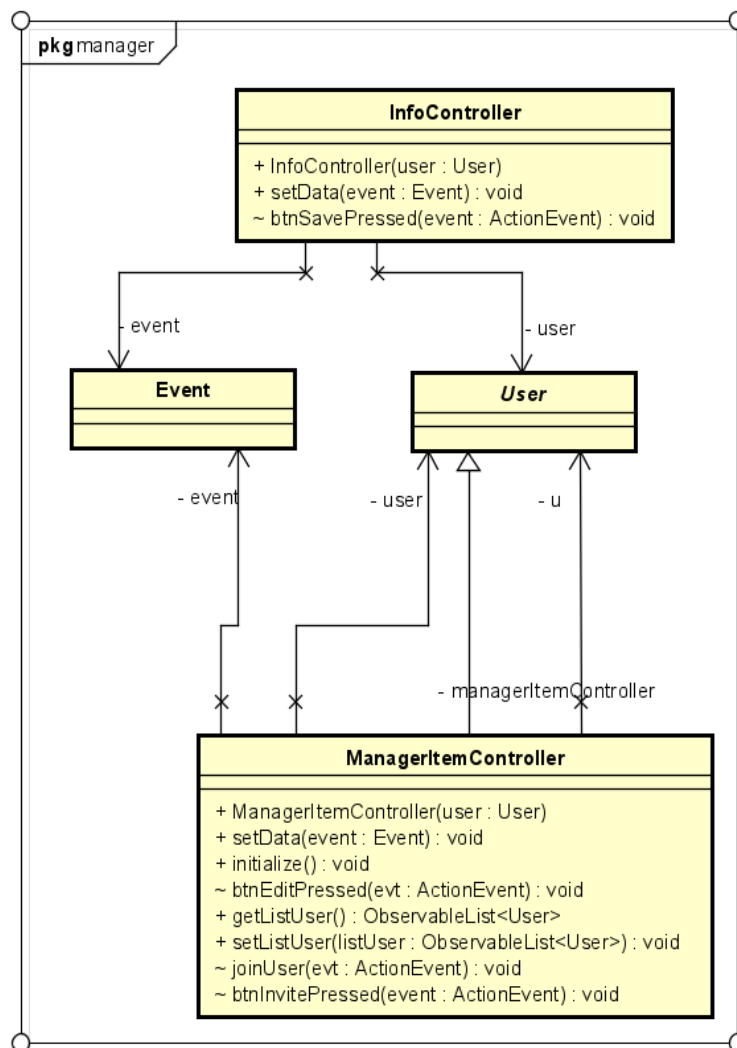 pkg manager
InfoController
+ InfoController(user : User)
+ setData(event : Event) : void
~ btnSavePressed(event : ActionEvent) : void
- event
- user
Event
User
- event
- user
- u
- managerItemController
ManagerItemController
+ ManagerItemController(user : User)
+ setData(event : Event) : void
+ initialize() : void
~ btnEditPressed(evt : ActionEvent) : void
+ getListUser() : ObservableList<User>
+ setListUser(listUser : ObservableList<User>) : void
~ joinUser(evt : ActionEvent) : void
~ btnInvitePressed(event : ActionEvent) : void